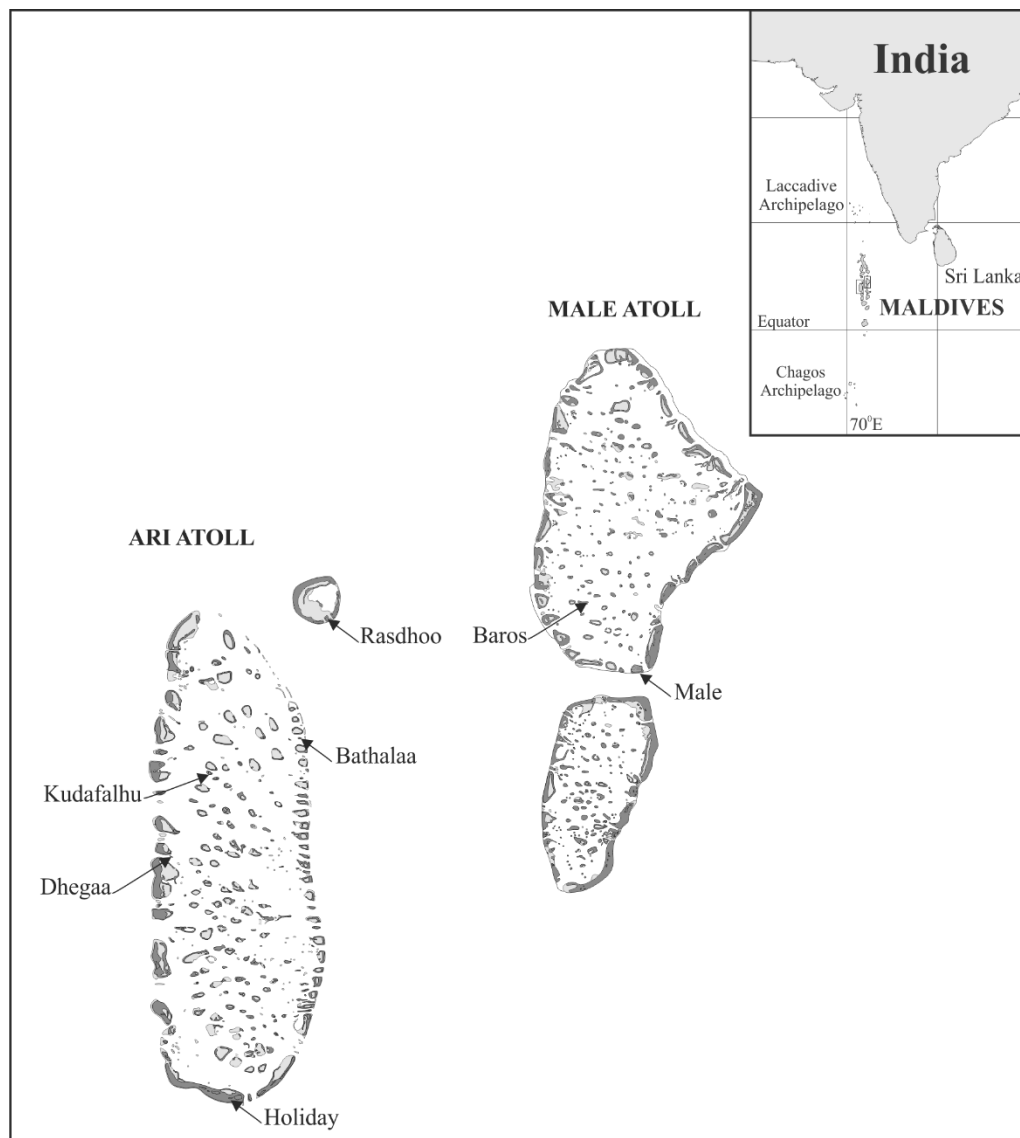 India
Laccadive
Archipelago
Sri Lanka
MALDIVES
Equator
Chagos
Archipelago
70⁰E
MALE ATOLL
ARI ATOLL
Rasdhoo
Baros
Male
Bathalaa
Kudafalhu
Dhegaa
Holiday